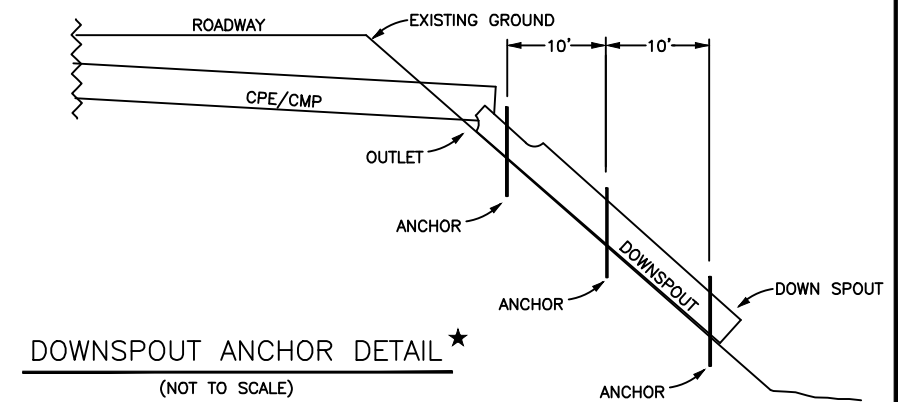 ROADWAY
EXISTING GROUND
10'
10'
CPE/CMP
OUTLET
ANCHOR
DOWNSPOUT
DOWN SPOUT
ANCHOR
DOWNSPOUT ANCHOR DETAIL ★
(NOT TO SCALE)
ANCHOR